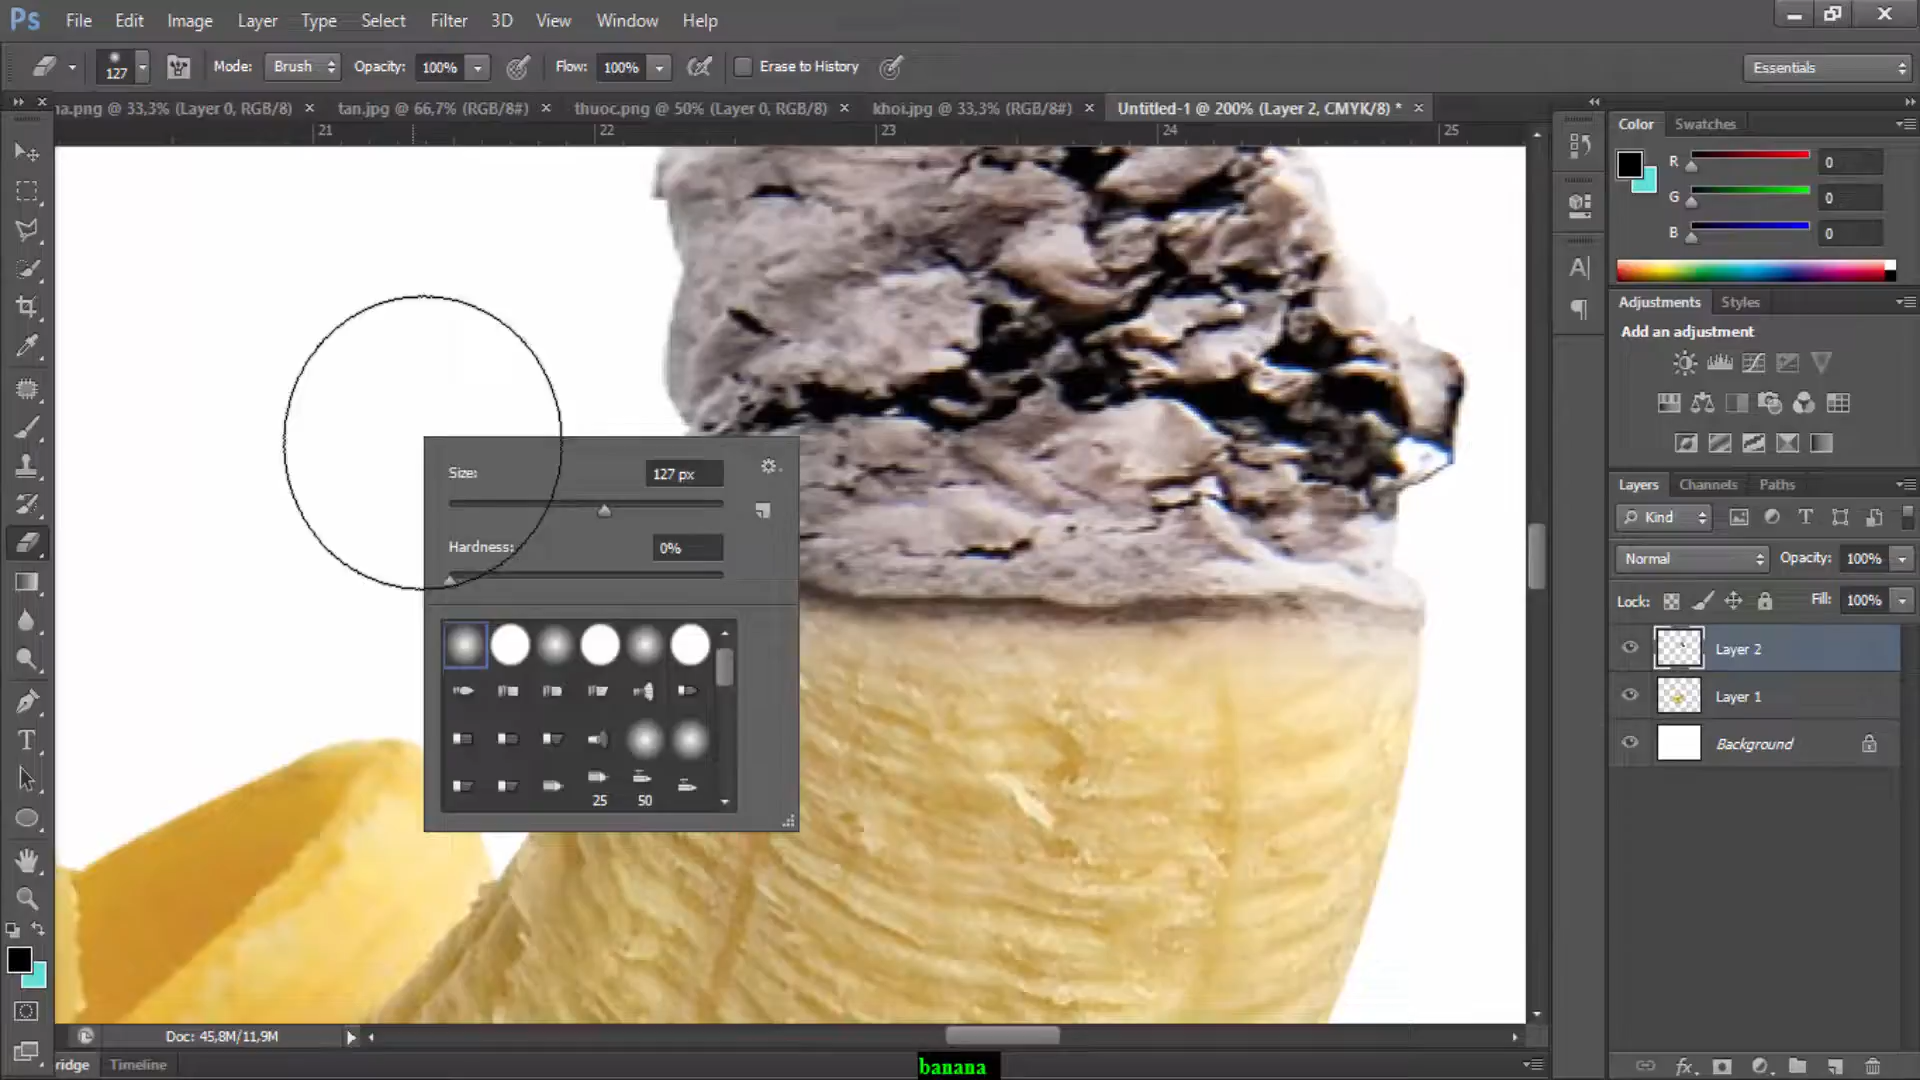 Ps File Edit Image Layer Type Select Filter 3D View Window Help
127 Mode: Brush Opacity: 100% Flow: 100% Erase to History Essentials
na.png @ 33,3% (Layer 0, RGB/8) × tan.jpg @ 66,7% (RGB/8#) × thuoc.png @ 50% (Layer 0, RGB/8) × khoi.jpg @ 33,3% (RGB/8#) × Untitled-1 @ 200% (Layer 2, CMYK/8) * ×
21 22 23 24 25
Color Swatches
R 0
G 0
B 0
Adjustments Styles
Add an adjustment
Size: 127 px
Hardness: 0%
25 50
Layers Channels Paths
Kind
Normal Opacity: 100%
Lock: Fill: 100%
Layer 2
Layer 1
Background
Doc: 45,8M/11,9M
ridge Timeline
banana